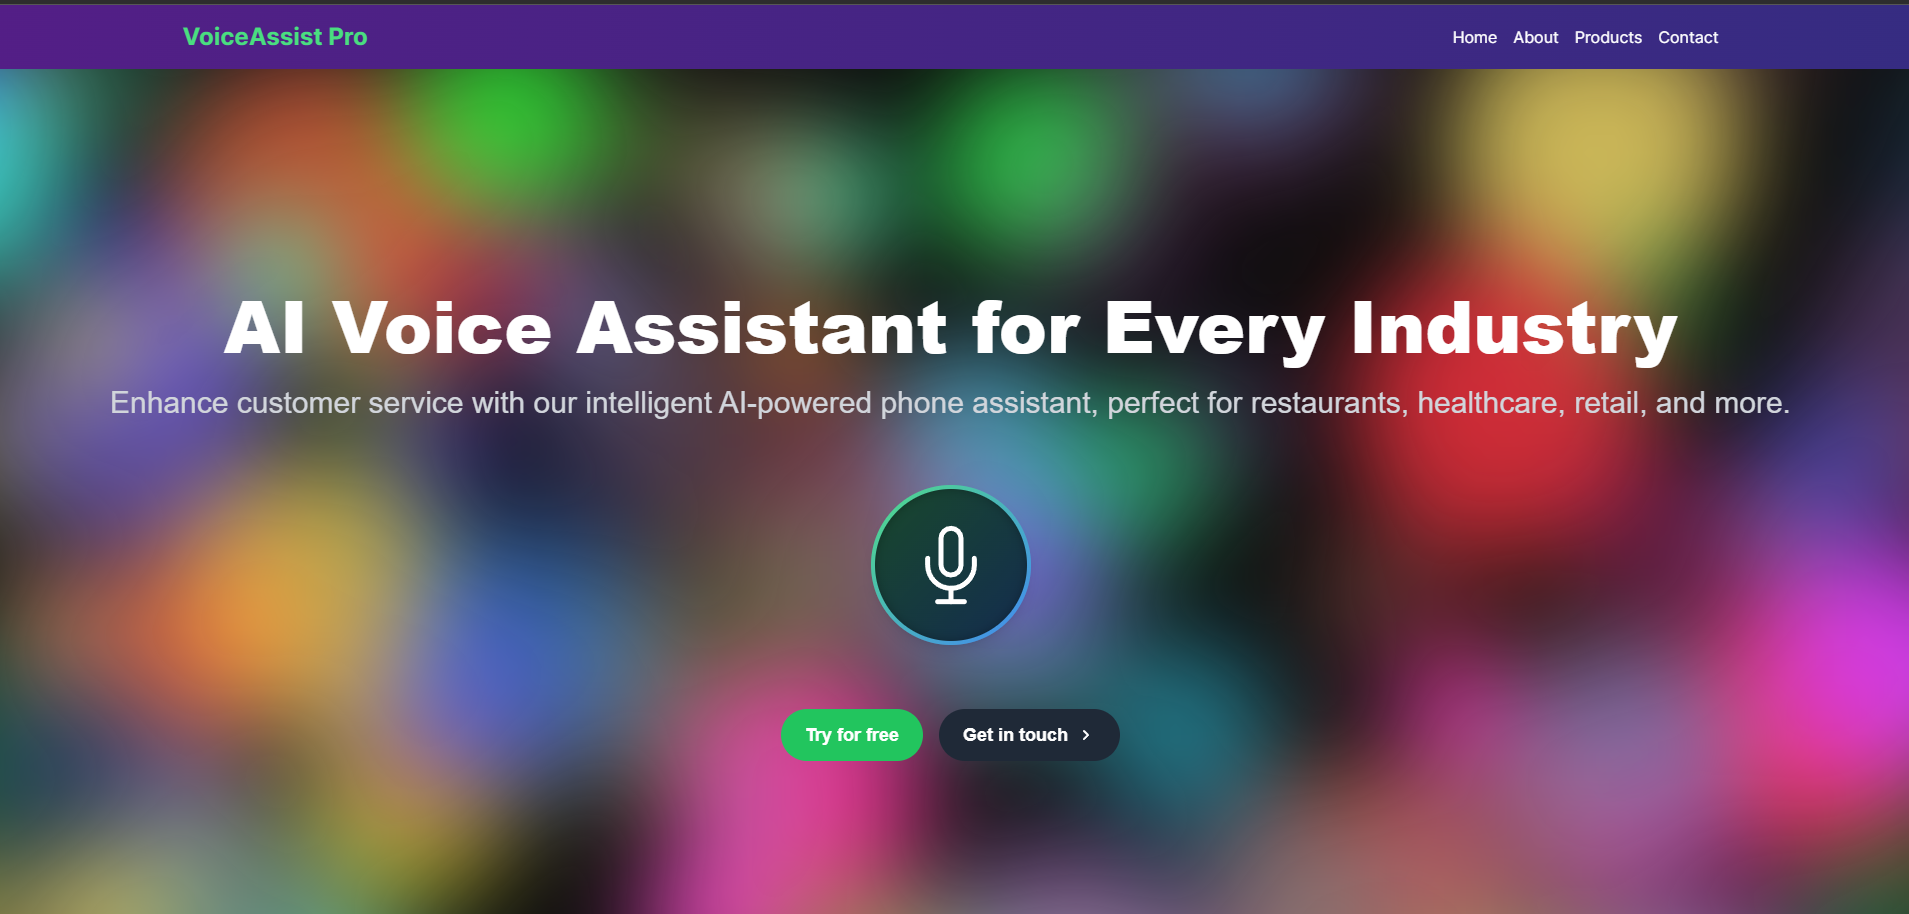 VoiceAssist Pro
Home About Products Contact
AI Voice Assistant for Every Industry
Enhance customer service with our intelligent AI-powered phone assistant, perfect for restaurants, healthcare, retail, and more.
Try for free
Get in touch